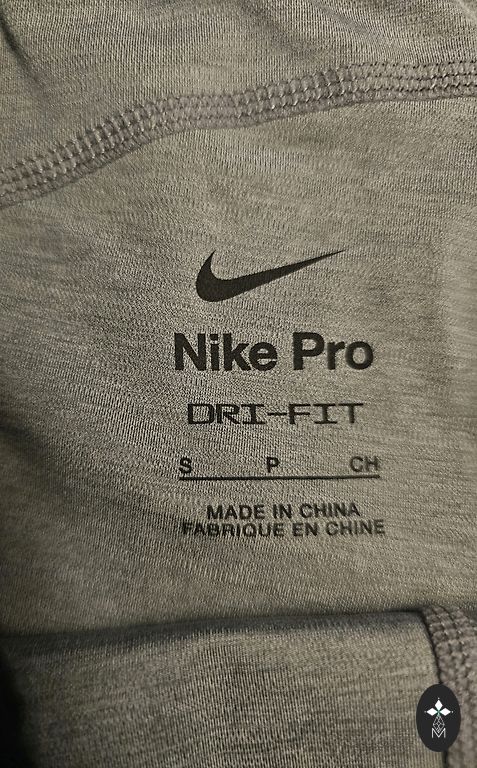 Nike Pro
DRI-FIT
S P CH
MADE IN CHINA
FABRIQUE EN CHINE
M